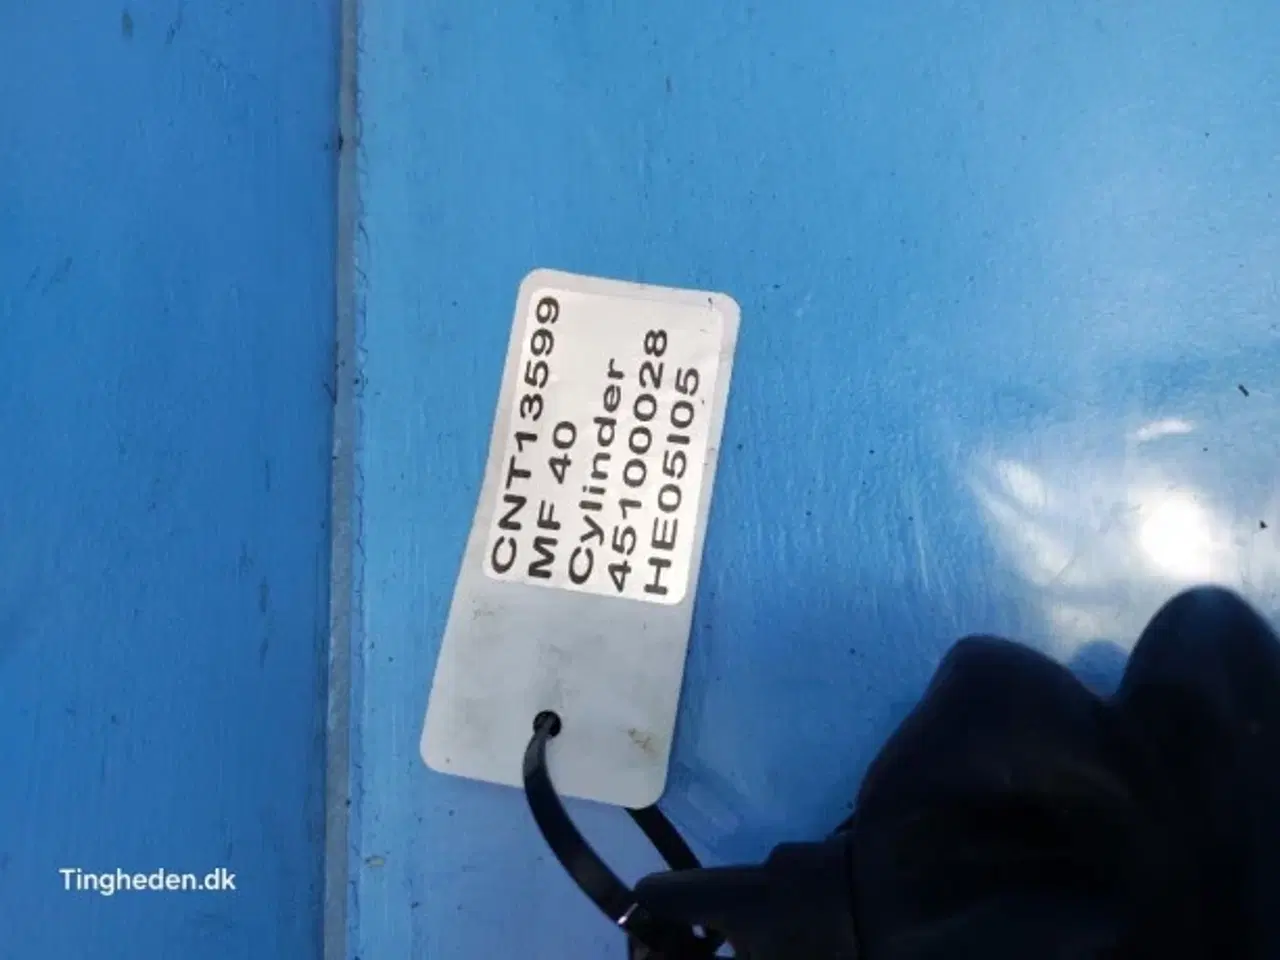 CNT13599
MF 40
Cylinder
45100028
HE05I05
Tingheden.dk